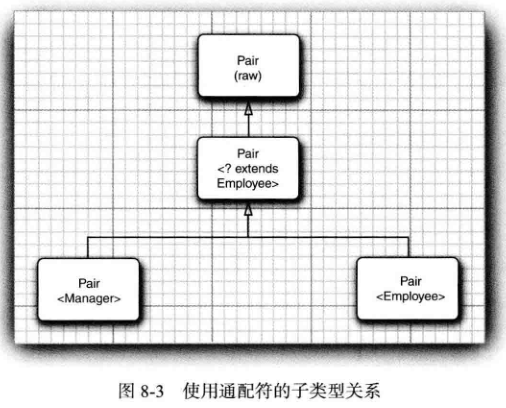 Pair
(raw)
Pair
<? extends
Employee>
Pair
<Manager>
Pair
<Employee>
图 8-3 使用通配符的子类型关系